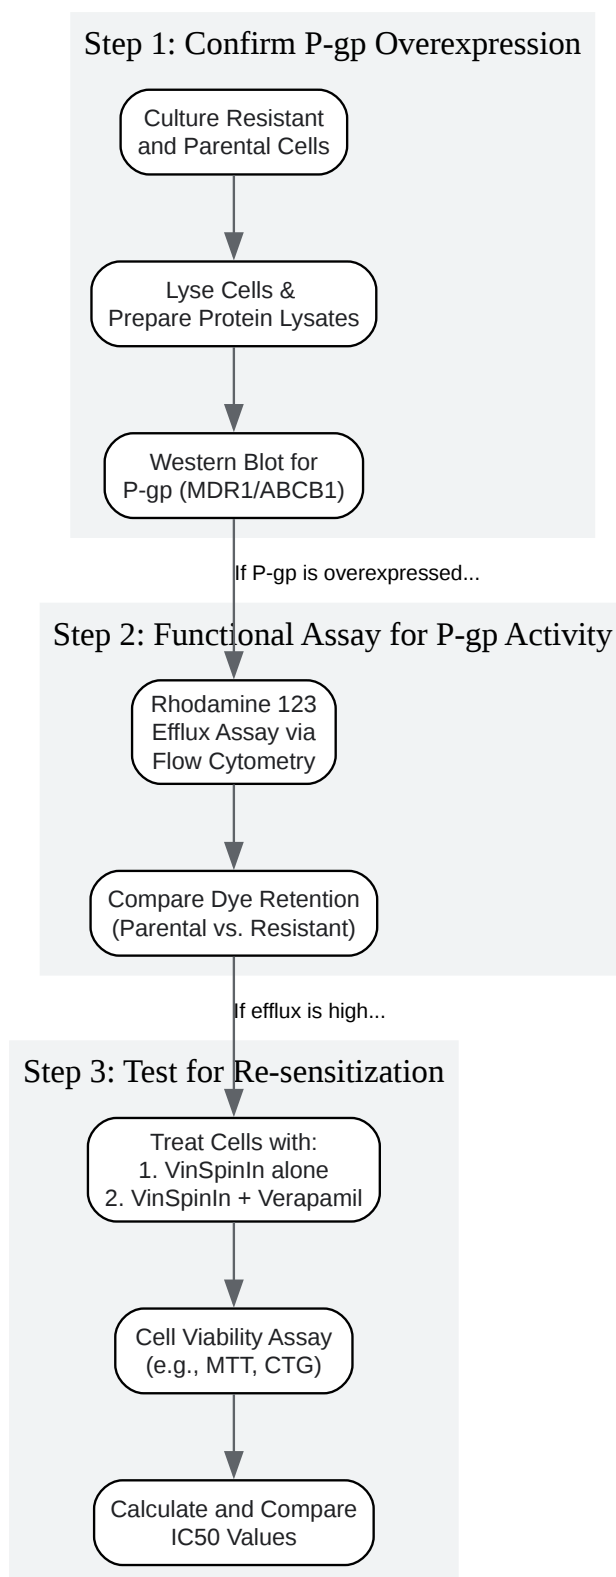 Step 1: Confirm P-gp Overexpression
Culture Resistant
and Parental Cells
Lyse Cells &
Prepare Protein Lysates
Western Blot for
P-gp (MDR1/ABCB1)
If P-gp is overexpressed...
Step 2: Functional Assay for P-gp Activity
Rhodamine 123
Efflux Assay via
Flow Cytometry
Compare Dye Retention
(Parental vs. Resistant)
If efflux is high...
Step 3: Test for Re-sensitization
Treat Cells with:
1. VinSpinIn alone
2. VinSpinIn + Verapamil
Cell Viability Assay
(e.g., MTT, CTG)
Calculate and Compare
IC50 Values